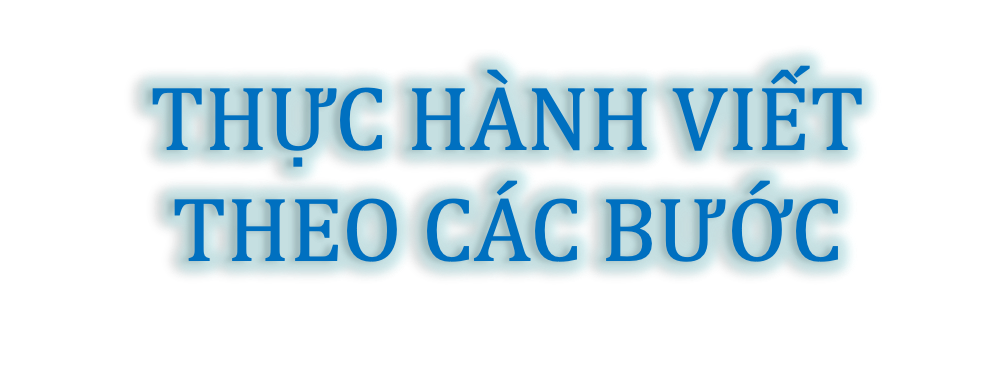 THỰC HÀNH VIẾT
THEO CÁC BƯỚC